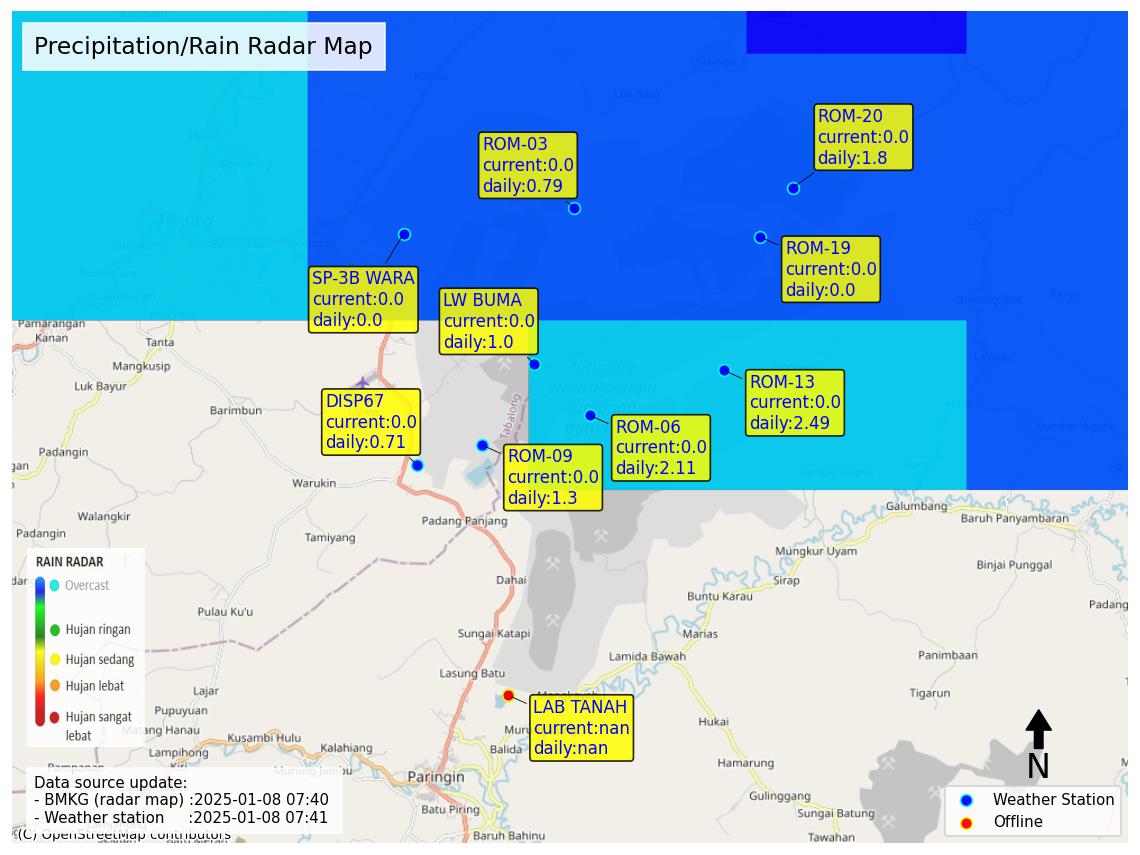 Precipitation/Rain Radar Map
ROM-20
current:0.0
daily:1.8
ROM-03
current:0.0
daily:0.79
ROM-19
current:0.0
daily:0.0
SP-3B WARA
current:0.0
daily:0.0
LW BUMA
current:0.0
daily:1.0
ROM-13
current:0.0
daily:2.49
DISP67
current:0.0
daily:0.71
ROM-06
current:0.0
daily:2.11
ROM-09
current:0.0
daily:1.3
LAB TANAH
current:nan
daily:nan
Tanjung
Pamarangan
Kanan
Tanta
Mangkusip
Luk Bayur
Barimbun
Tabalong
Padangin
Warukin
Walangkir
Padangin
Tamiyang
Padang Panjang
Dahai
Pulau Ku'u
Sungai Katapi
Lasung Batu
Lajar
Pupuyuan
Matang Hanau
Lampihong
Kusambi Hulu
Kalahiang
Murung Jambu
Paringin
Balida
Batu Piring
Baruh Bahinu
Galumbang
Baruh Panyambaran
Mungkur Uyam
Binjai Punggal
Sirap
Buntu Karau
Marias
Lamida Bawah
Panimbaan
Tigarun
Hukai
Hamarung
Gulinggang
Sungai Batung
Tawahan
RAIN RADAR
Overcast
Hujan ringan
Hujan sedang
Hujan lebat
Hujan sangat
lebat
Data source update:
- BMKG (radar map) :2025-01-08 07:40
- Weather station :2025-01-08 07:41
(C) OpenStreetMap contributors
N
Weather Station
Offline